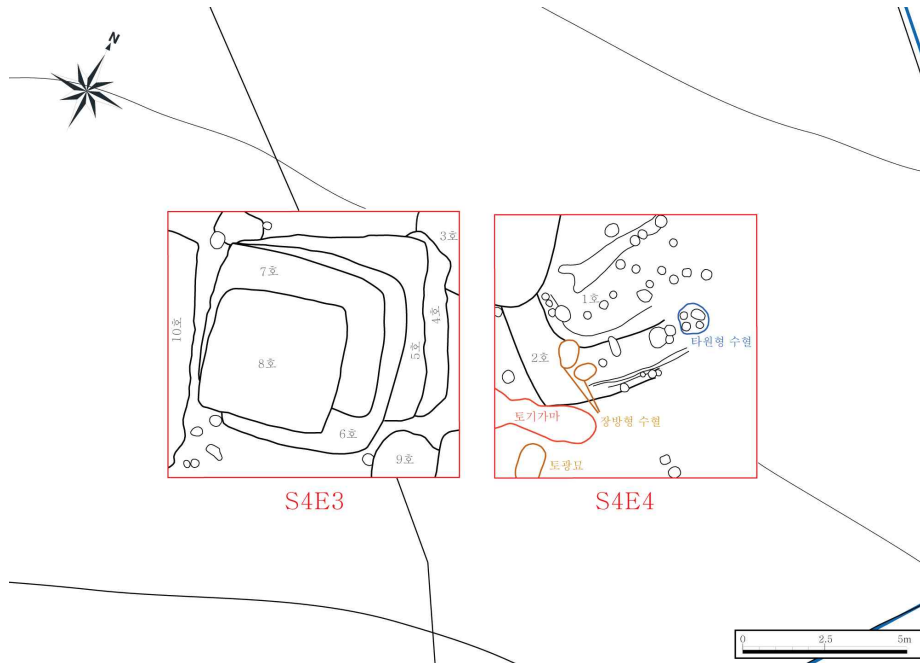 N
3호
7호
10호
4호
5호
8호
6호
9호
S4E3
1호
2호
타원형 수혈
토기가마
장방형 수혈
토광묘
S4E4
0
2.5
5m